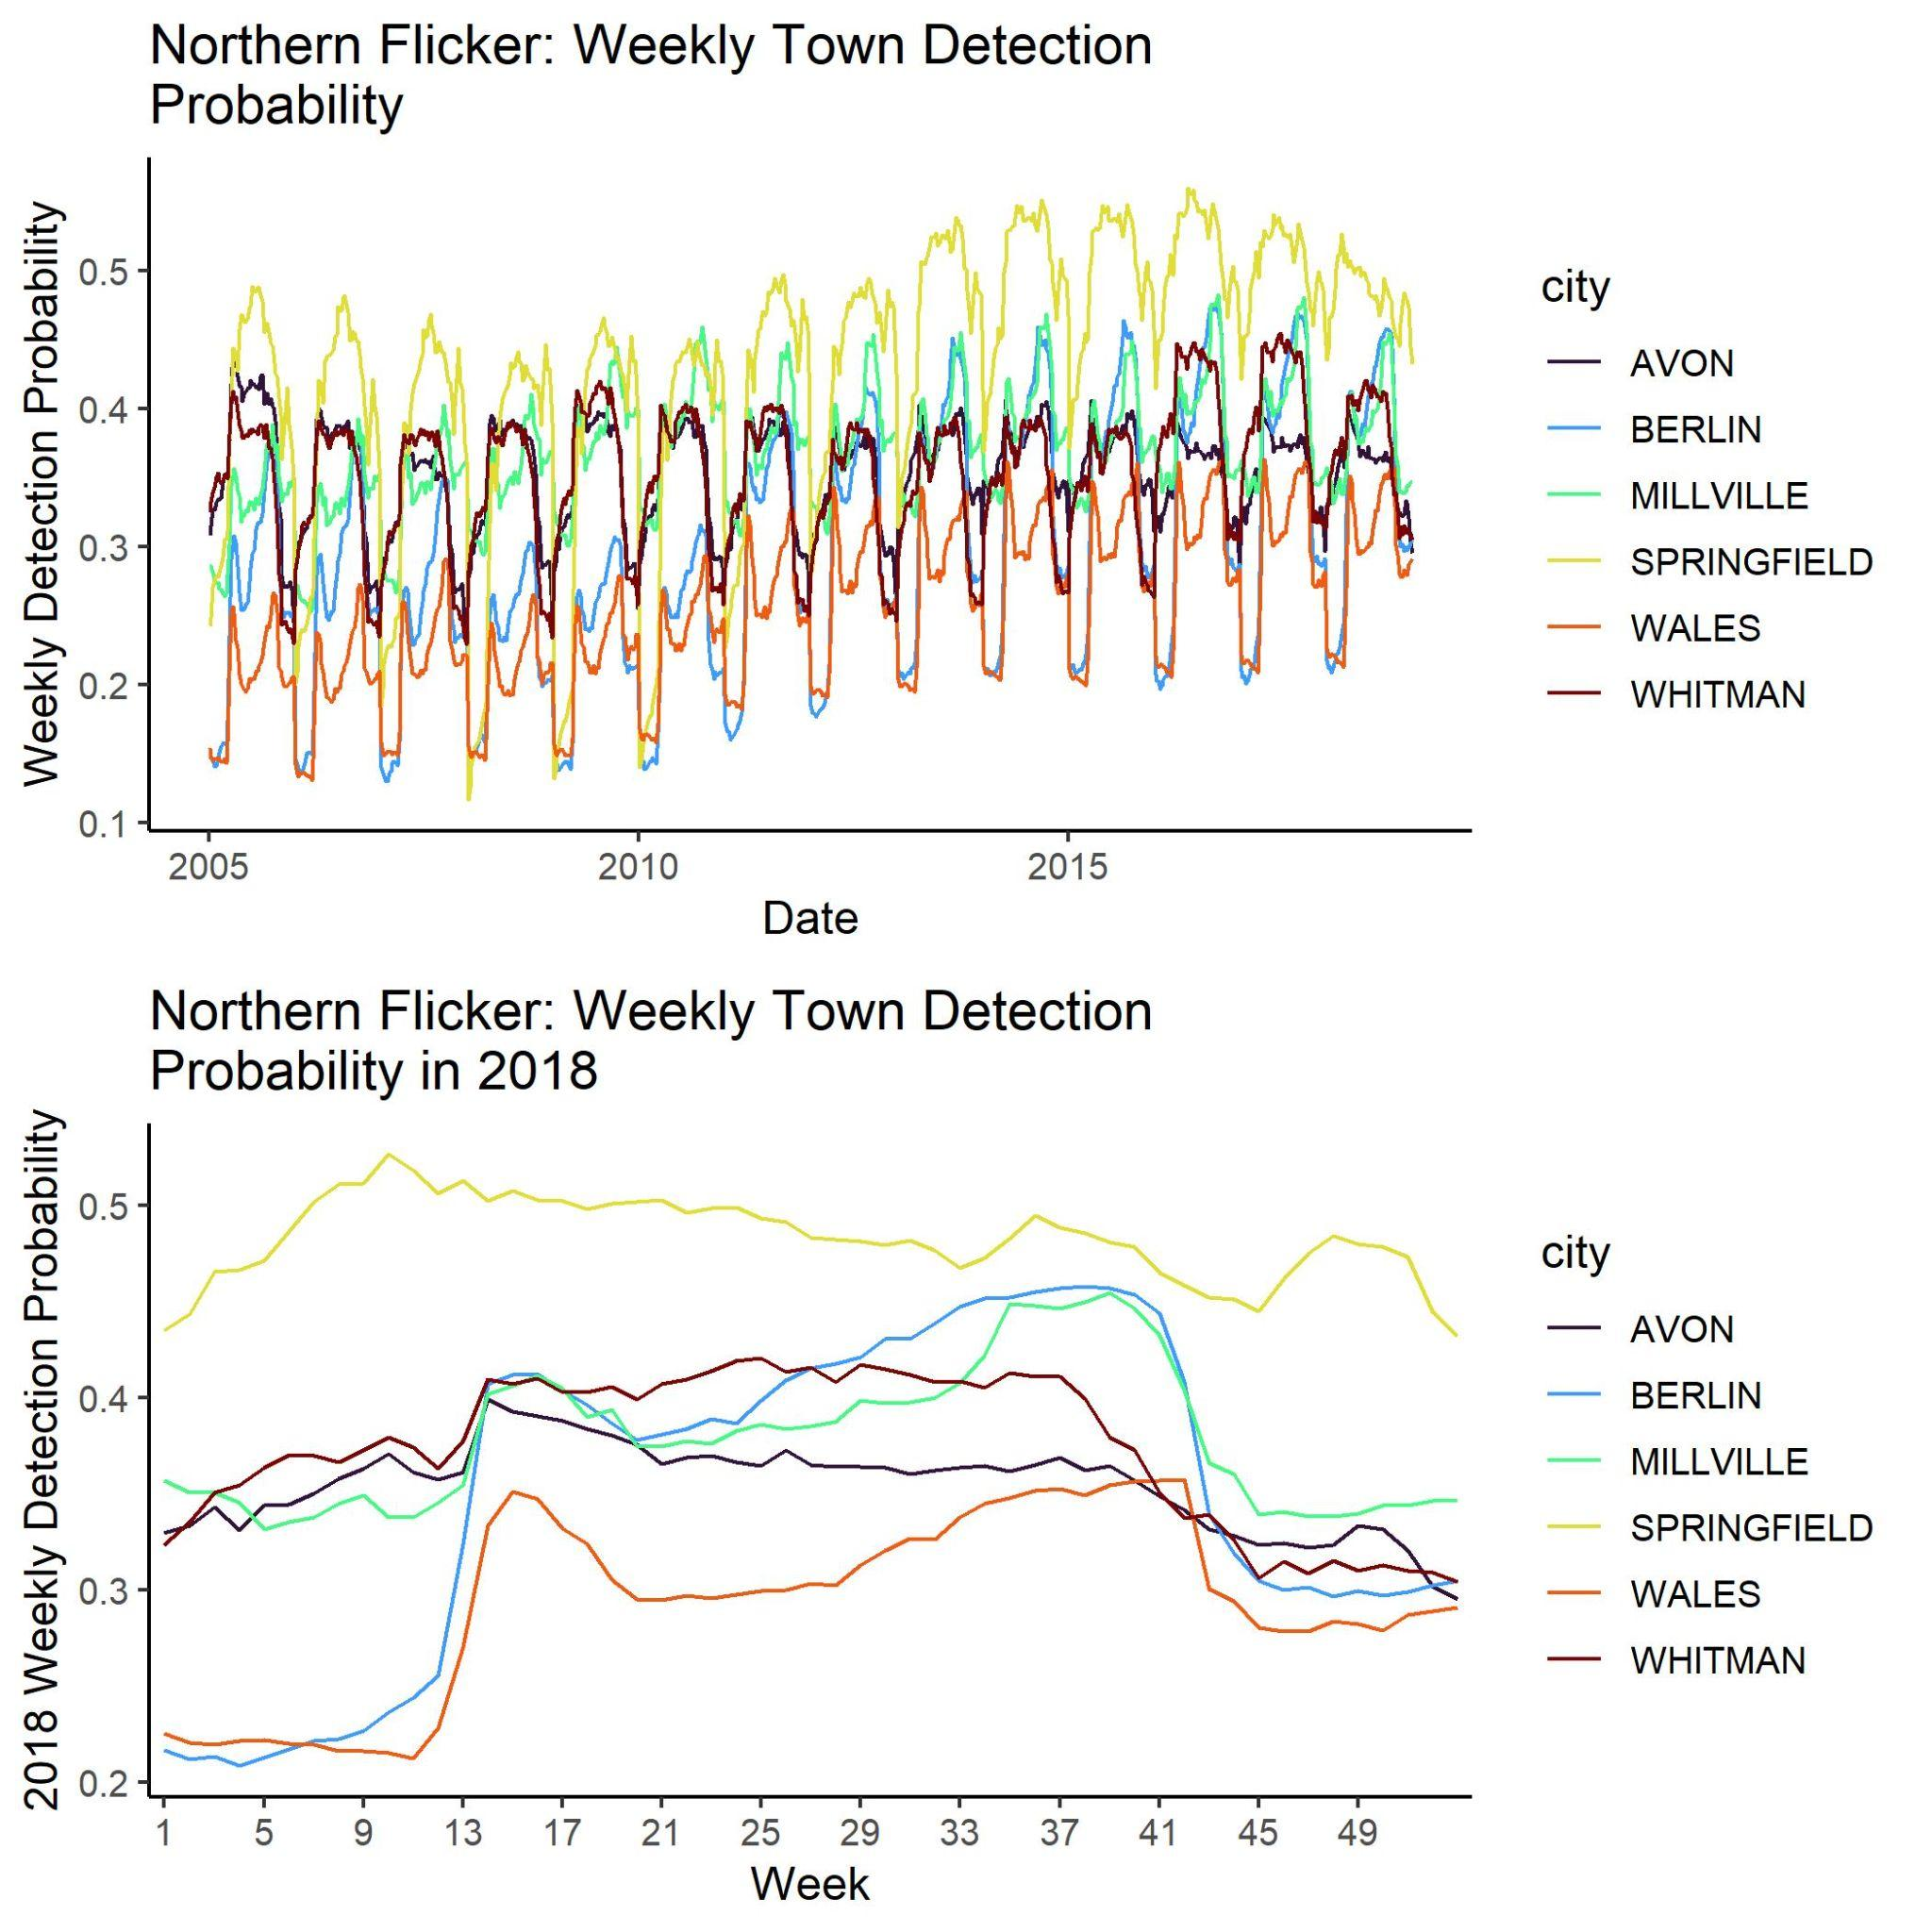 Northern Flicker: Weekly Town Detection
Probability
Weekly Detection Probability
0.5
0.4
0.3
0.2
0.1
2005 2010 2015
Date
city
AVON
BERLIN
MILLVILLE
SPRINGFIELD
WALES
WHITMAN
Northern Flicker: Weekly Town Detection
Probability in 2018
2018 Weekly Detection Probability
0.5
0.4
0.3
0.2
1 5 9 13 17 21 25 29 33 37 41 45 49
Week
city
AVON
BERLIN
MILLVILLE
SPRINGFIELD
WALES
WHITMAN